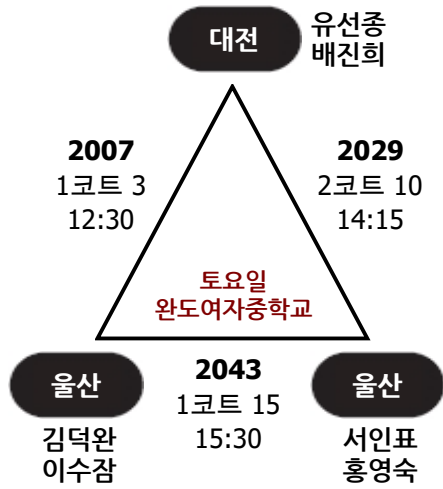 대전
유선종
배진희
2007
1코트 3
12:30
2029
2코트 10
14:15
토요일
완도여자중학교
울산
김덕완
이수잠
2043
1코트 15
15:30
울산
서인표
홍영숙